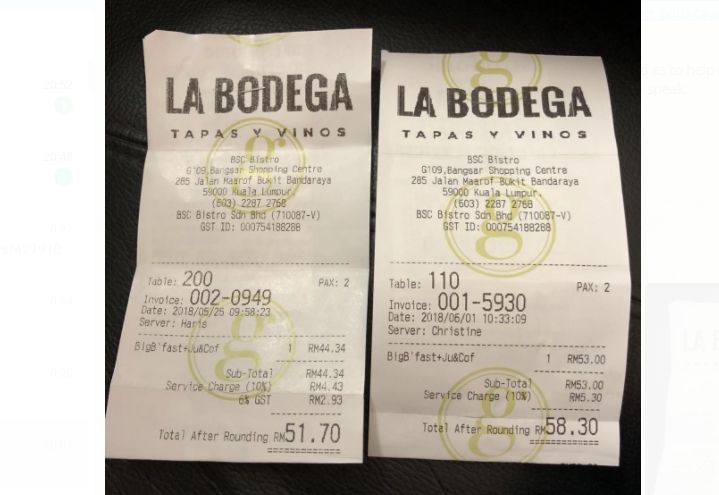 LA BODEGA
TAPAS Y VINOS
BSC Bistro
G109,Bangsar Shopping Centre
285 Jalan Maarof Bukit Bandaraya
59000 Kuala Lumpur.
(603) 2287 2768
BSC Bistro Sdn Bhd (710087-V)
GST ID: 000754188288
Table: 200 PAX: 2
Invoice: 002-0949
Date: 2018/05/25 09:58:23
Server: Haris
BigB'fast+Ju&Cof 1 RM44.34
Sub-Total RM44.34
Service Charge (10%) RM4.43
6% GST RM2.93
Total After Rounding RM51.70
LA BODEGA
TAPAS Y VINOS
BSC Bistro
G109,Bangsar Shopping Centre
285 Jalan Maarof Bukit Bandaraya
59000 Kuala Lumpur.
(603) 2287 2768
BSC Bistro Sdn Bhd (710087-V)
GST ID: 000754188288
Table: 110 PAX: 2
Invoice: 001-5930
Date: 2018/06/01 10:33:09
Server: Christine
BigB'fast+Ju&Cof 1 RM53.00
Sub-Total RM53.00
Service Charge (10%) RM5.30
Total After Rounding RM58.30